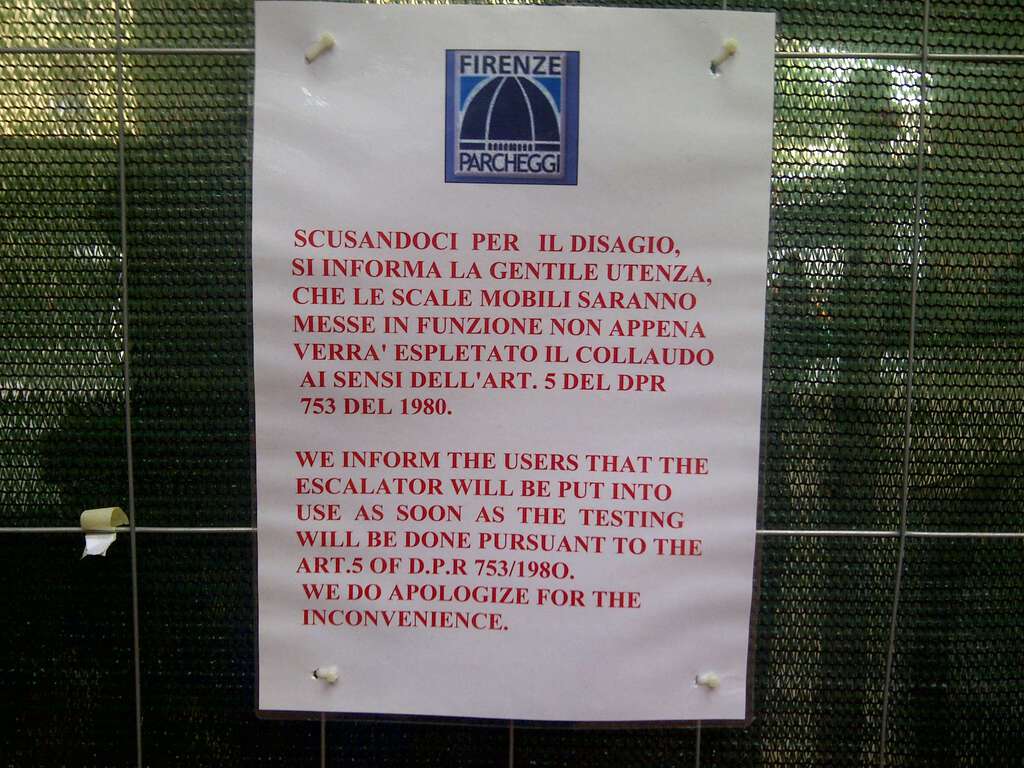 FIRENZE
PARCHEGGI
SCUSANDOCI PER IL DISAGIO,
SI INFORMA LA GENTILE UTENZA,
CHE LE SCALE MOBILI SARANNO
MESSE IN FUNZIONE NON APPENA
VERRA' ESPLETATO IL COLLAUDO
AI SENSI DELL'ART. 5 DEL DPR
753 DEL 1980.
WE INFORM THE USERS THAT THE
ESCALATOR WILL BE PUT INTO
USE AS SOON AS THE TESTING
WILL BE DONE PURSUANT TO THE
ART.5 OF D.P.R 753/198O.
WE DO APOLOGIZE FOR THE
INCONVENIENCE.